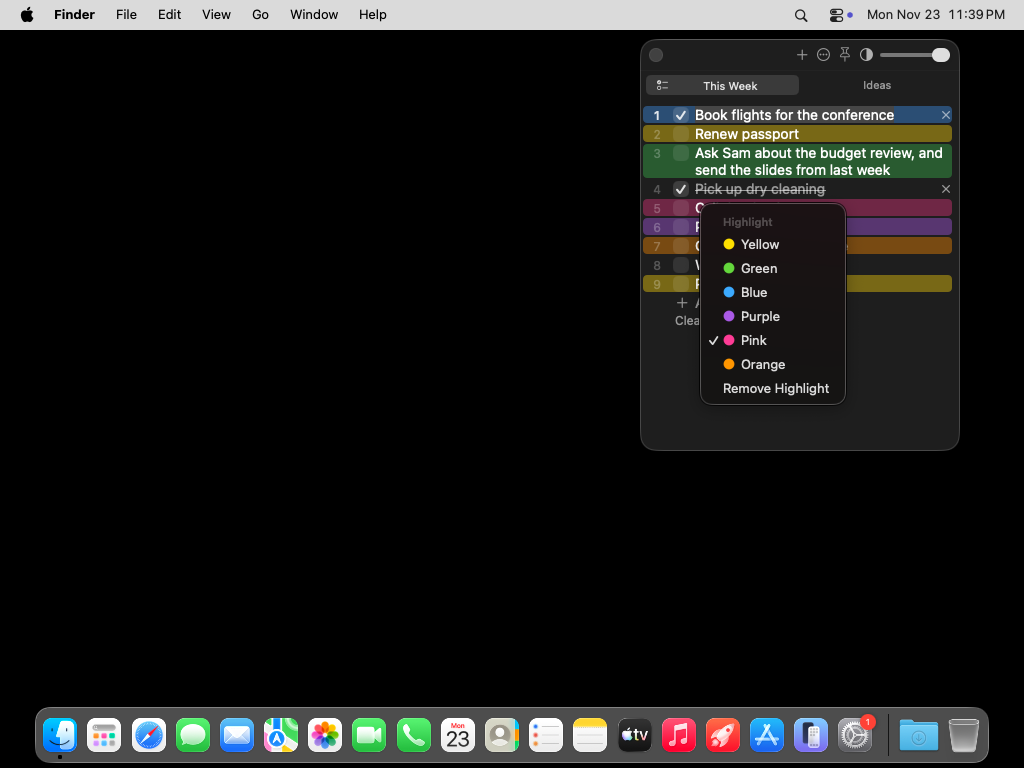 Finder File Edit View Go Window Help Mon Nov 23 11:39 PM
This Week Ideas
1 Book flights for the conference
2 Renew passport
3 Ask Sam about the budget review, and
send the slides from last week
4 Pick up dry cleaning
5
6
7
8
9
Highlight
Yellow
Green
Blue
Purple
Pink
Orange
Remove Highlight
Mon
23
tv
1